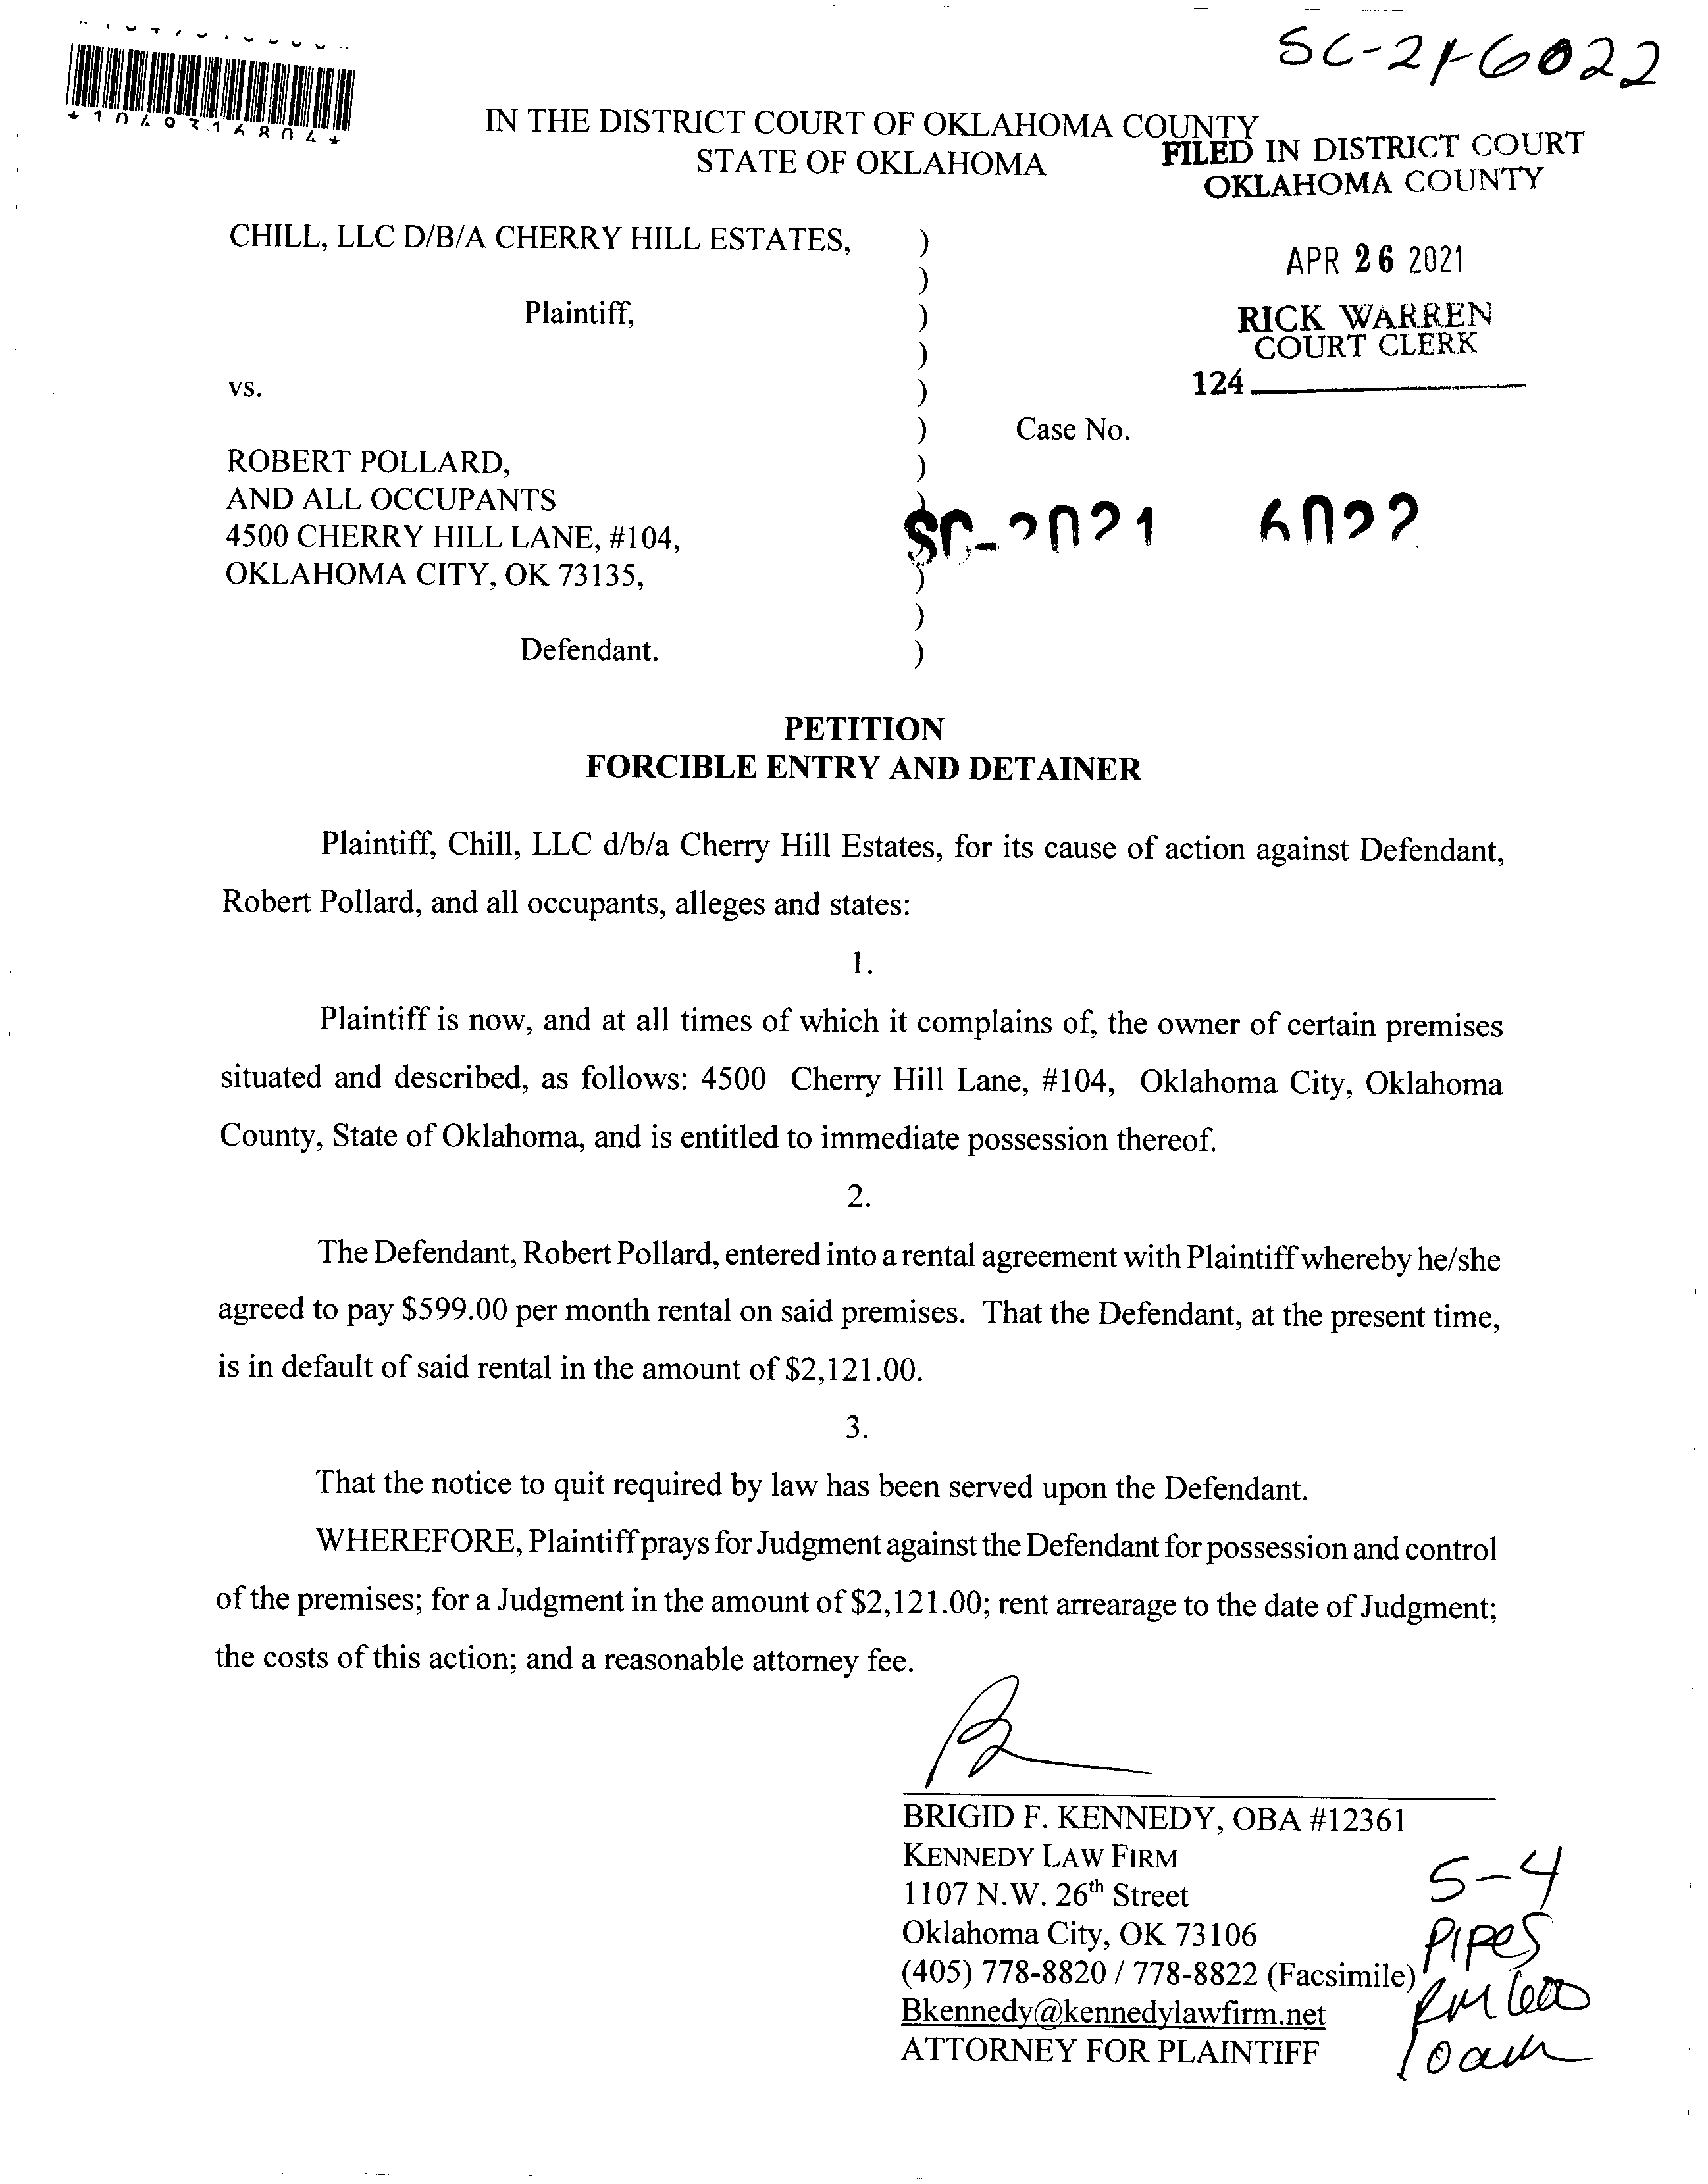 SC-21-6022
*1040316804*
IN THE DISTRICT COURT OF OKLAHOMA COUNTY
STATE OF OKLAHOMA
FILED IN DISTRICT COURT
OKLAHOMA COUNTY
APR 26 2021
RICK WARREN
COURT CLERK
124
CHILL, LLC D/B/A CHERRY HILL ESTATES, )
)
Plaintiff, )
)
vs. )
) Case No.
ROBERT POLLARD, )
AND ALL OCCUPANTS )
4500 CHERRY HILL LANE, #104, SC-2021 6022
OKLAHOMA CITY, OK 73135, )
)
Defendant. )
PETITION
FORCIBLE ENTRY AND DETAINER
Plaintiff, Chill, LLC d/b/a Cherry Hill Estates, for its cause of action against Defendant,
Robert Pollard, and all occupants, alleges and states:
1.
Plaintiff is now, and at all times of which it complains of, the owner of certain premises
situated and described, as follows: 4500 Cherry Hill Lane, #104, Oklahoma City, Oklahoma
County, State of Oklahoma, and is entitled to immediate possession thereof.
2.
The Defendant, Robert Pollard, entered into a rental agreement with Plaintiff whereby he/she
agreed to pay $599.00 per month rental on said premises. That the Defendant, at the present time,
is in default of said rental in the amount of $2,121.00.
3.
That the notice to quit required by law has been served upon the Defendant.
WHEREFORE, Plaintiff prays for Judgment against the Defendant for possession and control
of the premises; for a Judgment in the amount of $2,121.00; rent arrearage to the date of Judgment;
the costs of this action; and a reasonable attorney fee.
BRIGID F. KENNEDY, OBA #12361
KENNEDY LAW FIRM
1107 N.W. 26th Street
Oklahoma City, OK 73106
(405) 778-8820 / 778-8822 (Facsimile)
Bkennedy@kennedylawfirm.net
ATTORNEY FOR PLAINTIFF
5-4
PIPES
RM 600
10am